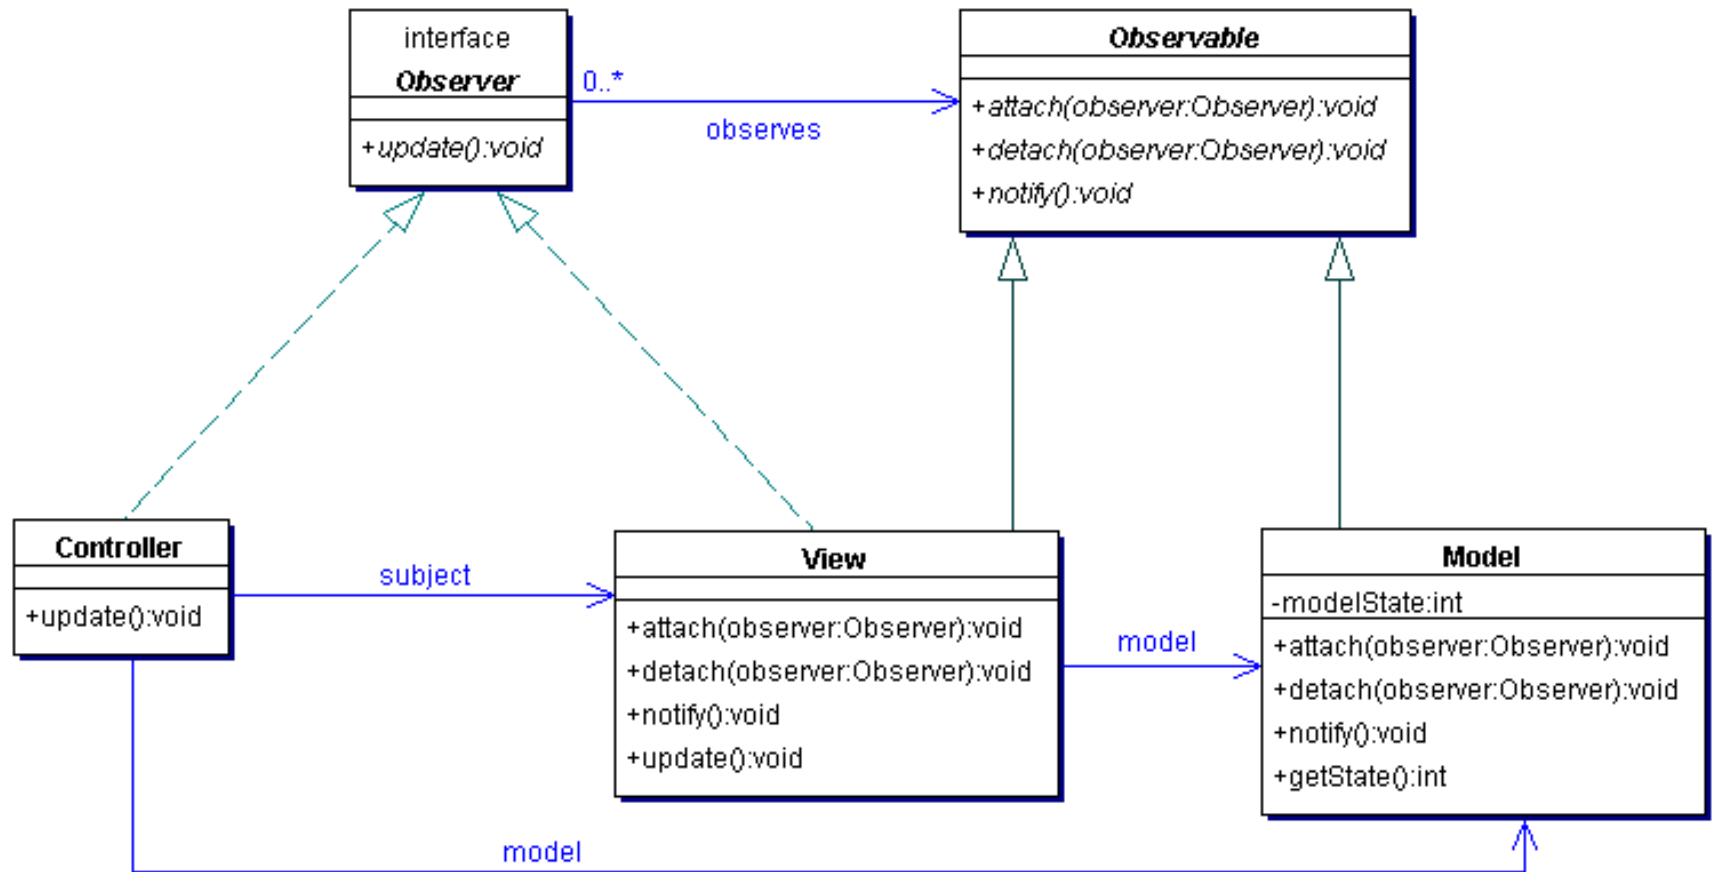 interface
Observer
+update():void
0..*
observes
Observable
+attach(observer:Observer):void
+detach(observer:Observer):void
+notify():void
Controller
+update():void
subject
View
+attach(observer:Observer):void
+detach(observer:Observer):void
+notify():void
+update():void
model
Model
-modelState:int
+attach(observer:Observer):void
+detach(observer:Observer):void
+notify():void
+getState():int
model